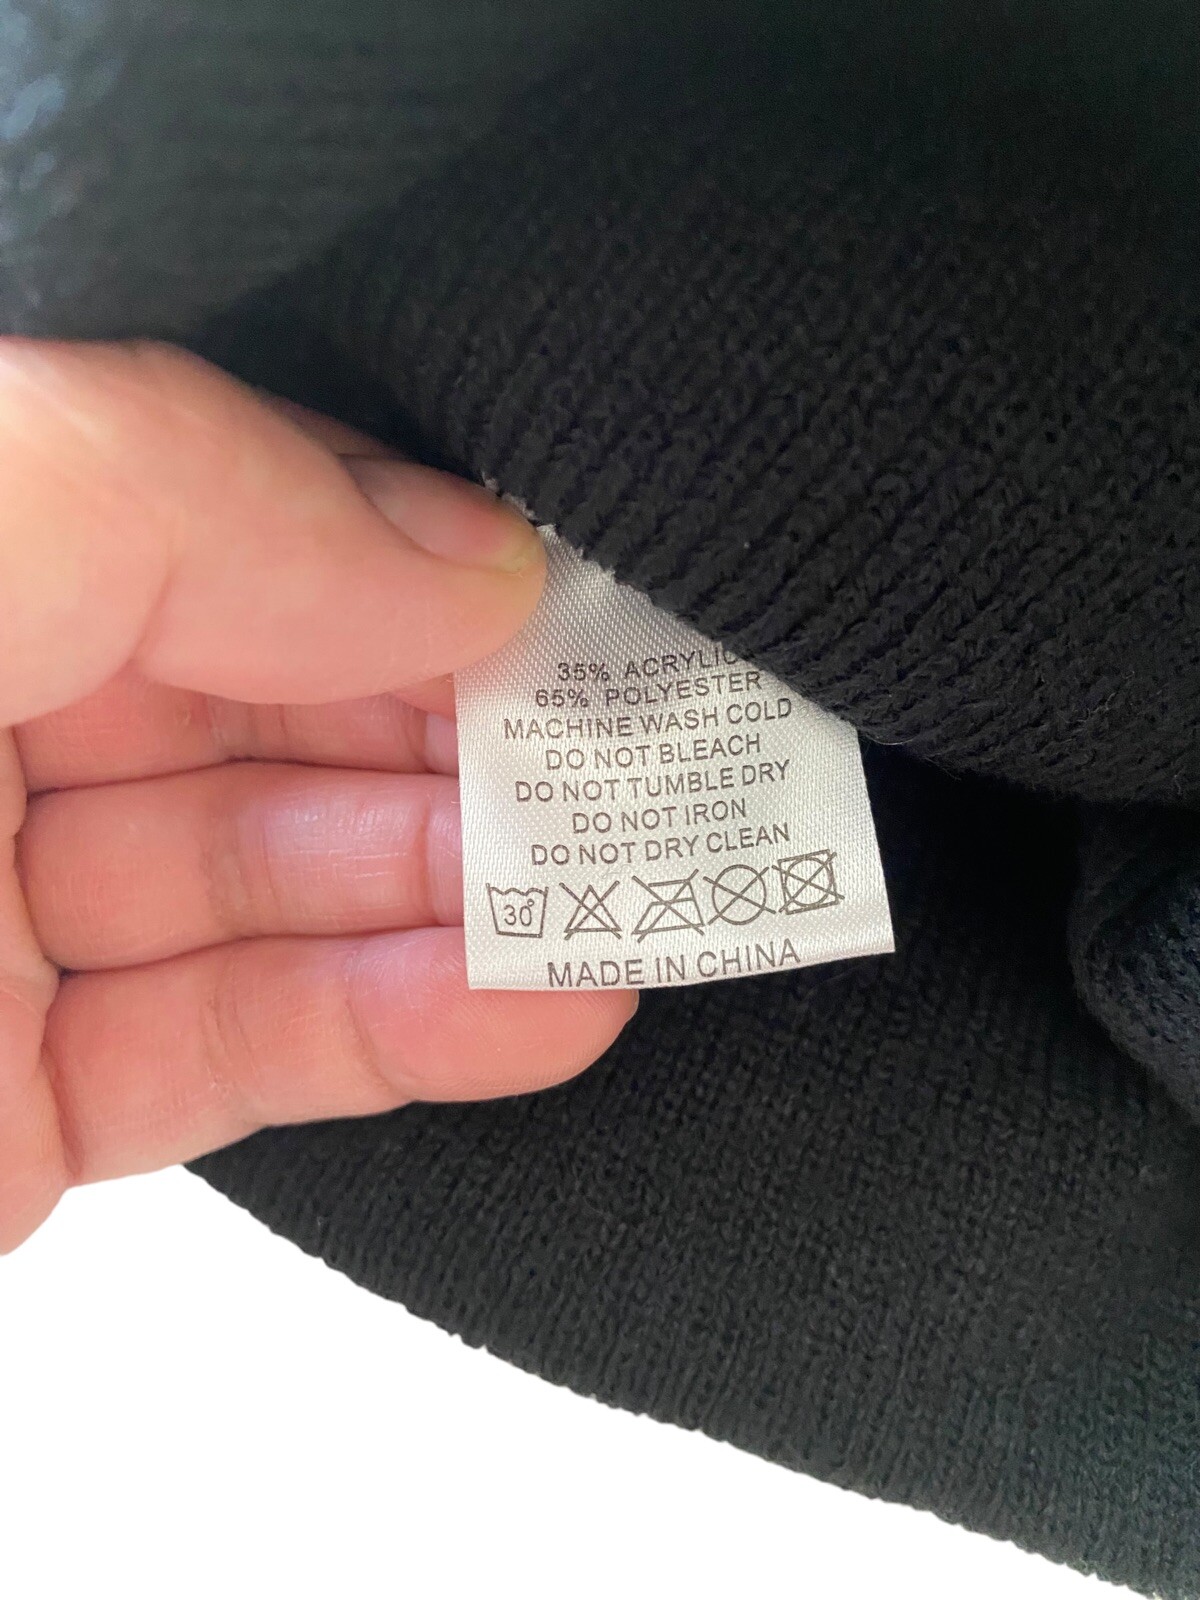 35% ACRYLIC
65% POLYESTER
MACHINE WASH COLD
DO NOT BLEACH
DO NOT TUMBLE DRY
DO NOT IRON
DO NOT DRY CLEAN
30°
MADE IN CHINA